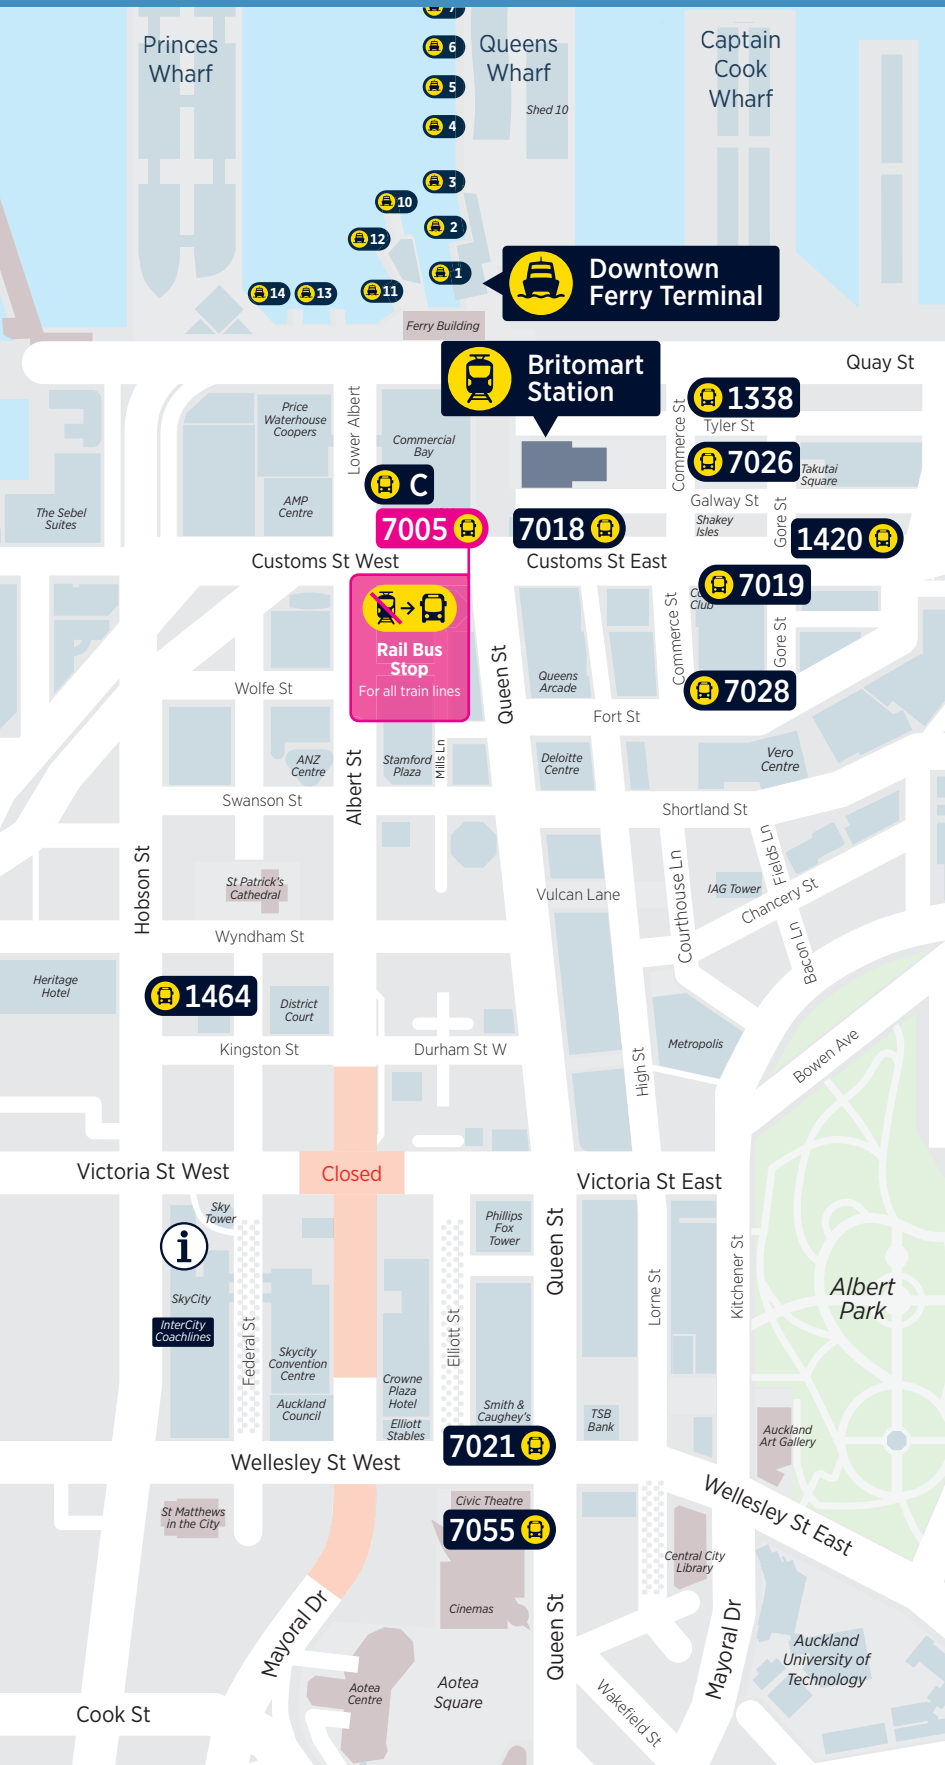 7
Princes
Wharf
6
Queens
Wharf
Captain
Cook
Wharf
5
Shed 10
4
3
10
2
12
1
Downtown
Ferry Terminal
14
13
11
Ferry Building
Britomart
Station
Quay St
1338
Lower Albert
Price
Waterhouse
Coopers
Commerce St
Tyler St
Commercial
Bay
7026
Takutai
Square
C
AMP
Centre
The Sebel
Suites
Galway St
Gore St
7005
7018
Shakey
Isles
1420
Customs St West
Customs St East
7019
Club
Rail Bus
Stop
For all train lines
Commerce St
Gore St
Queen St
Queens
Arcade
Wolfe St
7028
Fort St
ANZ
Centre
Albert St
Stamford
Plaza
Mills Ln
Deloitte
Centre
Vero
Centre
Swanson St
Shortland St
Hobson St
St Patrick's
Cathedral
Vulcan Lane
Courthouse Ln
IAG Tower
Fields Ln
Chancery St
Wyndham St
Bacon Ln
Heritage
Hotel
1464
District
Court
Kingston St
Durham St W
High St
Metropolis
Bowen Ave
Victoria St West
Closed
Victoria St East
Sky
Tower
i
Phillips
Fox
Tower
Queen St
Kitchener St
Lorne St
Albert
Park
SkyCity
InterCity
Coachlines
Federal St
Elliott St
Skycity
Convention
Centre
Crowne
Plaza
Hotel
Auckland
Council
Elliott
Stables
Smith &
Caughey's
TSB
Bank
Auckland
Art Gallery
7021
Wellesley St West
Wellesley St East
St Matthews
in the City
Civic Theatre
7055
Central City
Library
Mayoral Dr
Cinemas
Queen St
Mayoral Dr
Auckland
University of
Technology
Aotea
Centre
Aotea
Square
Wakefield St
Cook St